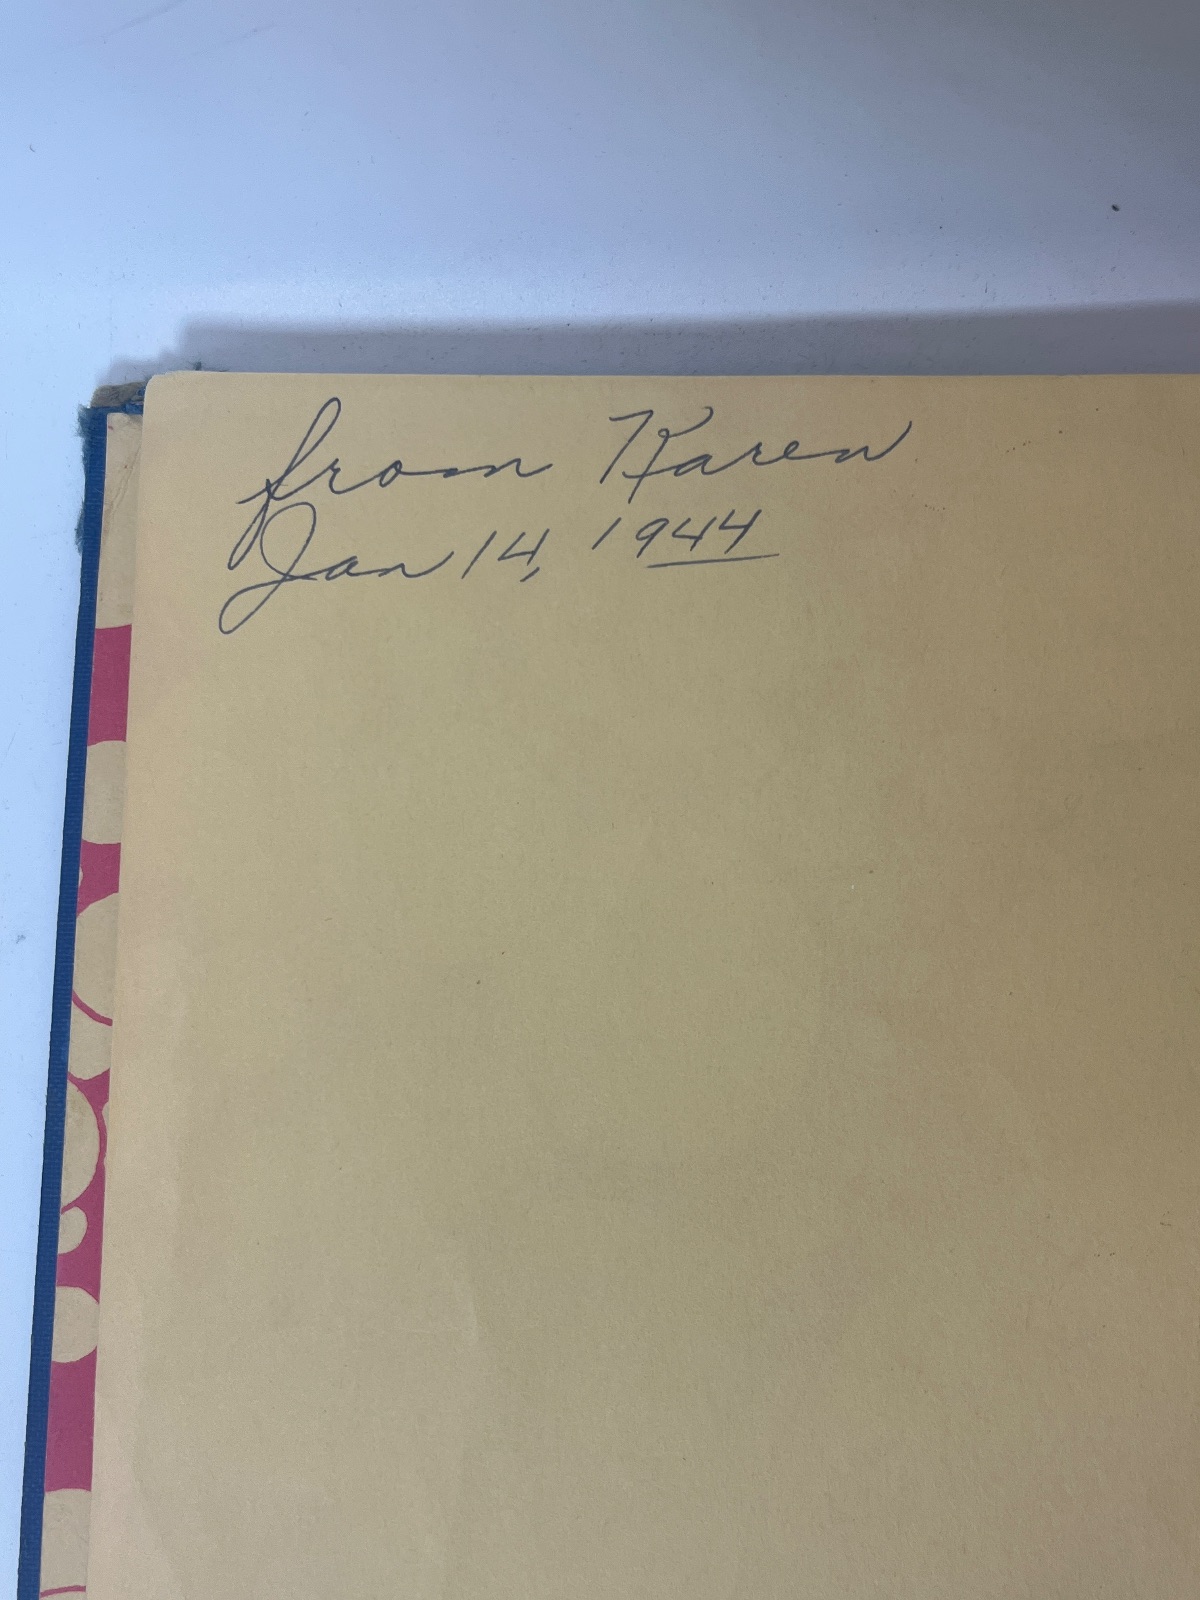 from Karen
Jan 14, 1944